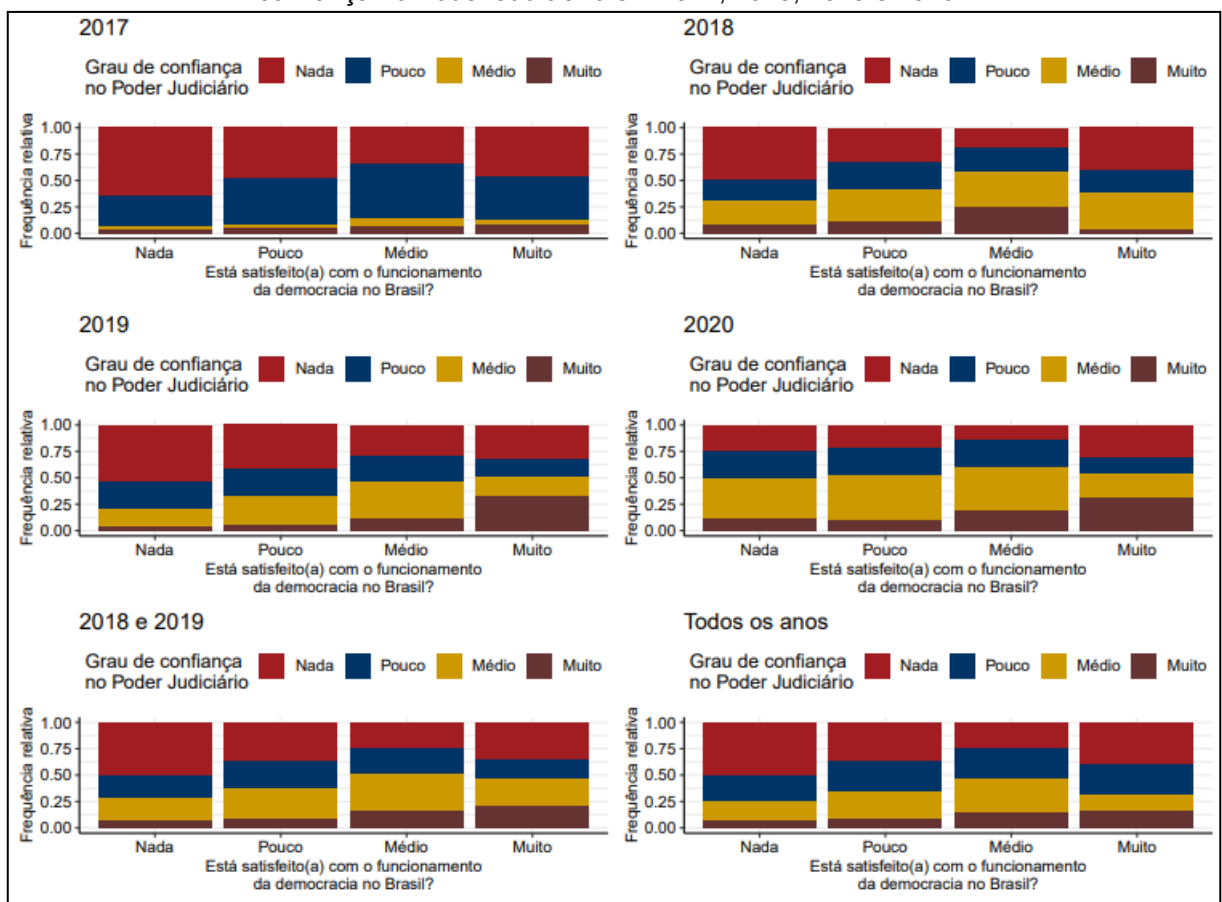 2017
Grau de confiança
no Poder Judiciário
Nada Pouco Médio Muito
Frequência relativa
1.00
0.75
0.50
0.25
0.00
Nada Pouco Médio Muito
Está satisfeito(a) com o funcionamento
da democracia no Brasil?
2018
Grau de confiança
no Poder Judiciário
Nada Pouco Médio Muito
Frequência relativa
1.00
0.75
0.50
0.25
0.00
Nada Pouco Médio Muito
Está satisfeito(a) com o funcionamento
da democracia no Brasil?
2019
Grau de confiança
no Poder Judiciário
Nada Pouco Médio Muito
Frequência relativa
1.00
0.75
0.50
0.25
0.00
Nada Pouco Médio Muito
Está satisfeito(a) com o funcionamento
da democracia no Brasil?
2020
Grau de confiança
no Poder Judiciário
Nada Pouco Médio Muito
Frequência relativa
1.00
0.75
0.50
0.25
0.00
Nada Pouco Médio Muito
Está satisfeito(a) com o funcionamento
da democracia no Brasil?
2018 e 2019
Grau de confiança
no Poder Judiciário
Nada Pouco Médio Muito
Frequência relativa
1.00
0.75
0.50
0.25
0.00
Nada Pouco Médio Muito
Está satisfeito(a) com o funcionamento
da democracia no Brasil?
Todos os anos
Grau de confiança
no Poder Judiciário
Nada Pouco Médio Muito
Frequência relativa
1.00
0.75
0.50
0.25
0.00
Nada Pouco Médio Muito
Está satisfeito(a) com o funcionamento
da democracia no Brasil?